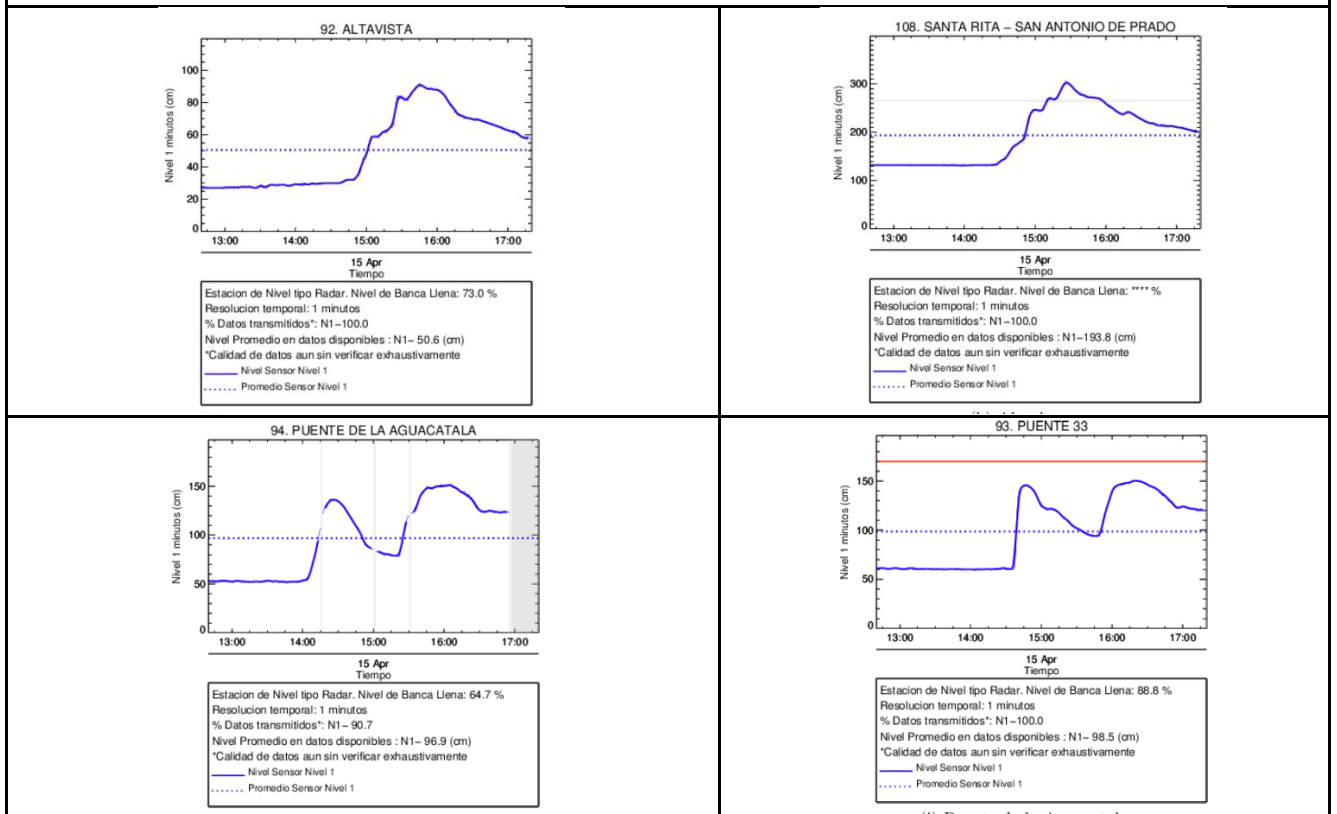 92. ALTAVISTA
Nivel 1 minutos (cm)
100
80
60
40
20
0
13:00 14:00 15:00 16:00 17:00
15 Apr
Tiempo
Estacion de Nivel tipo Radar. Nivel de Banca Llena: 73.0 %
Resolucion temporal: 1 minutos
% Datos transmitidos*: N1−100.0
Nivel Promedio en datos disponibles : N1− 50.6 (cm)
*Calidad de datos aun sin verificar exhaustivamente
Nivel Sensor Nivel 1
Promedio Sensor Nivel 1
108. SANTA RITA − SAN ANTONIO DE PRADO
Nivel 1 minutos (cm)
300
200
100
0
13:00 14:00 15:00 16:00 17:00
15 Apr
Tiempo
Estacion de Nivel tipo Radar. Nivel de Banca Llena: **** %
Resolucion temporal: 1 minutos
% Datos transmitidos*: N1−100.0
Nivel Promedio en datos disponibles : N1−193.8 (cm)
*Calidad de datos aun sin verificar exhaustivamente
Nivel Sensor Nivel 1
Promedio Sensor Nivel 1
94. PUENTE DE LA AGUACATALA
Nivel 1 minutos (cm)
150
100
50
0
13:00 14:00 15:00 16:00 17:00
15 Apr
Tiempo
Estacion de Nivel tipo Radar. Nivel de Banca Llena: 64.7 %
Resolucion temporal: 1 minutos
% Datos transmitidos*: N1− 90.7
Nivel Promedio en datos disponibles : N1− 96.9 (cm)
*Calidad de datos aun sin verificar exhaustivamente
Nivel Sensor Nivel 1
Promedio Sensor Nivel 1
93. PUENTE 33
Nivel 1 minutos (cm)
150
100
50
0
13:00 14:00 15:00 16:00 17:00
15 Apr
Tiempo
Estacion de Nivel tipo Radar. Nivel de Banca Llena: 88.8 %
Resolucion temporal: 1 minutos
% Datos transmitidos*: N1−100.0
Nivel Promedio en datos disponibles : N1− 98.5 (cm)
*Calidad de datos aun sin verificar exhaustivamente
Nivel Sensor Nivel 1
Promedio Sensor Nivel 1